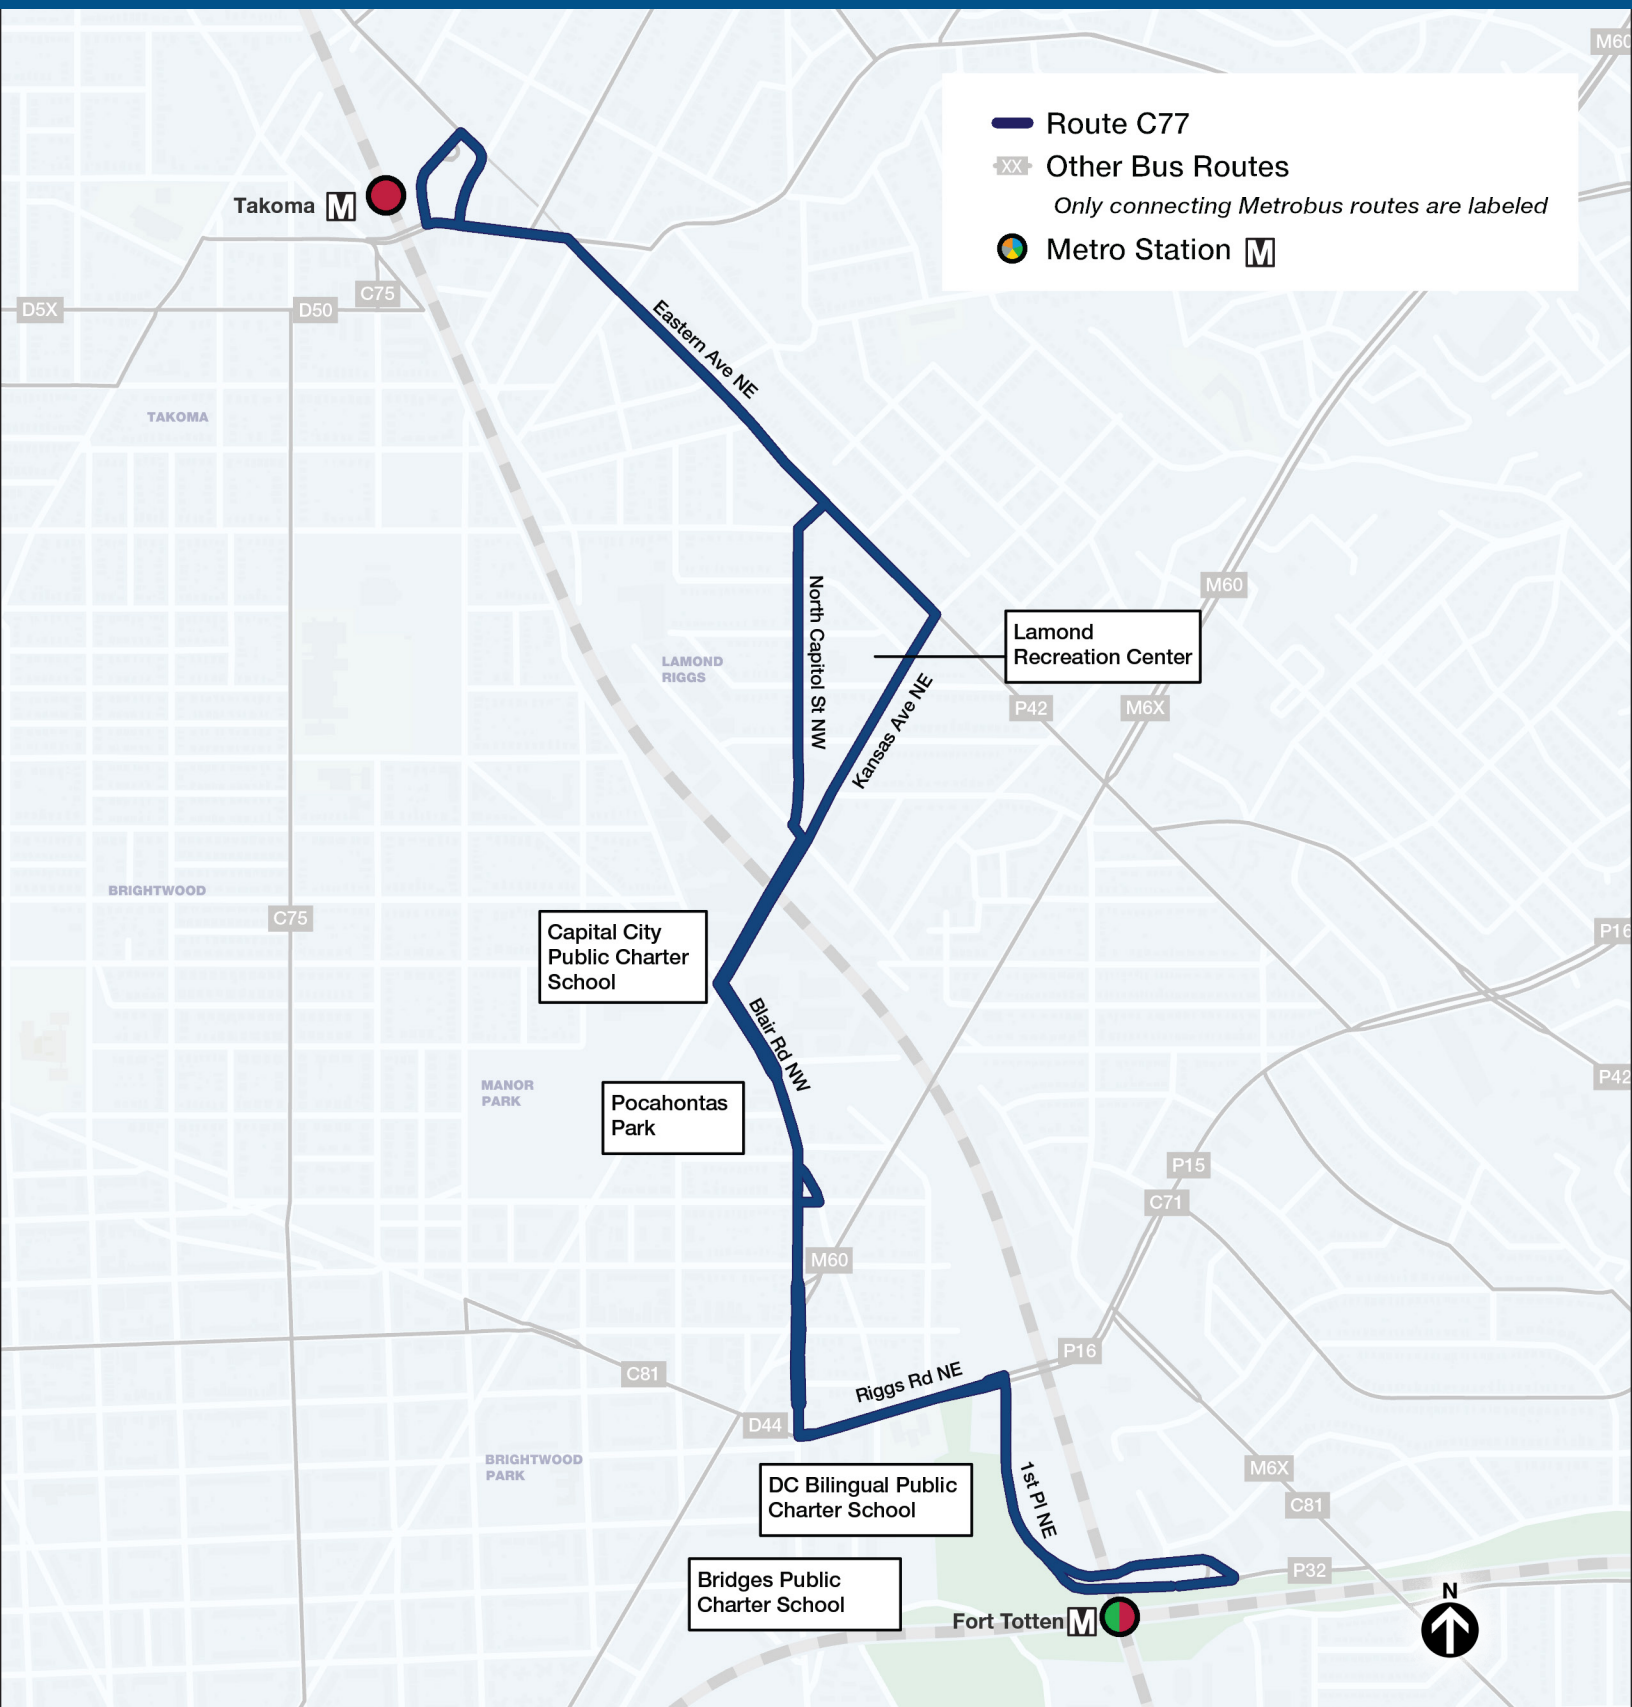 M60
Route C77
XX
Other Bus Routes
Only connecting Metrobus routes are labeled
Metro Station M
Takoma M
C75
D5X
D50
Eastern Ave NE
TAKOMA
North Capitol St NW
M60
Lamond
Recreation Center
LAMOND
RIGGS
Kansas Ave NE
P42
M6X
BRIGHTWOOD
C75
Capital City
Public Charter
School
P16
Blair Rd NW
P42
MANOR
PARK
Pocahontas
Park
P15
C71
M60
P16
C81
Riggs Rd NE
D44
BRIGHTWOOD
PARK
DC Bilingual Public
Charter School
1st Pl NE
M6X
C81
P32
Bridges Public
Charter School
Fort Totten M
N